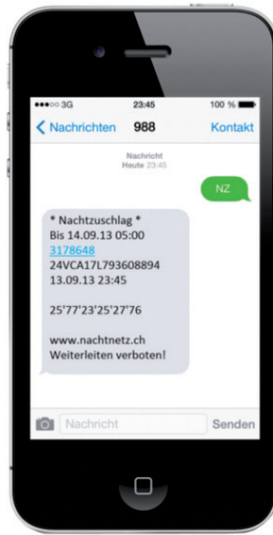 ●●●○○ 3G 23:45 100 %
Nachrichten 988 Kontakt
Nachricht
Heute 23:45
NZ
* Nachtzuschlag *
Bis 14.09.13 05:00
3178648
24VCA17L793608894
13.09.13 23:45
25'77'23'25'27'76
www.nachtnetz.ch
Weiterleiten verboten!
Nachricht Senden